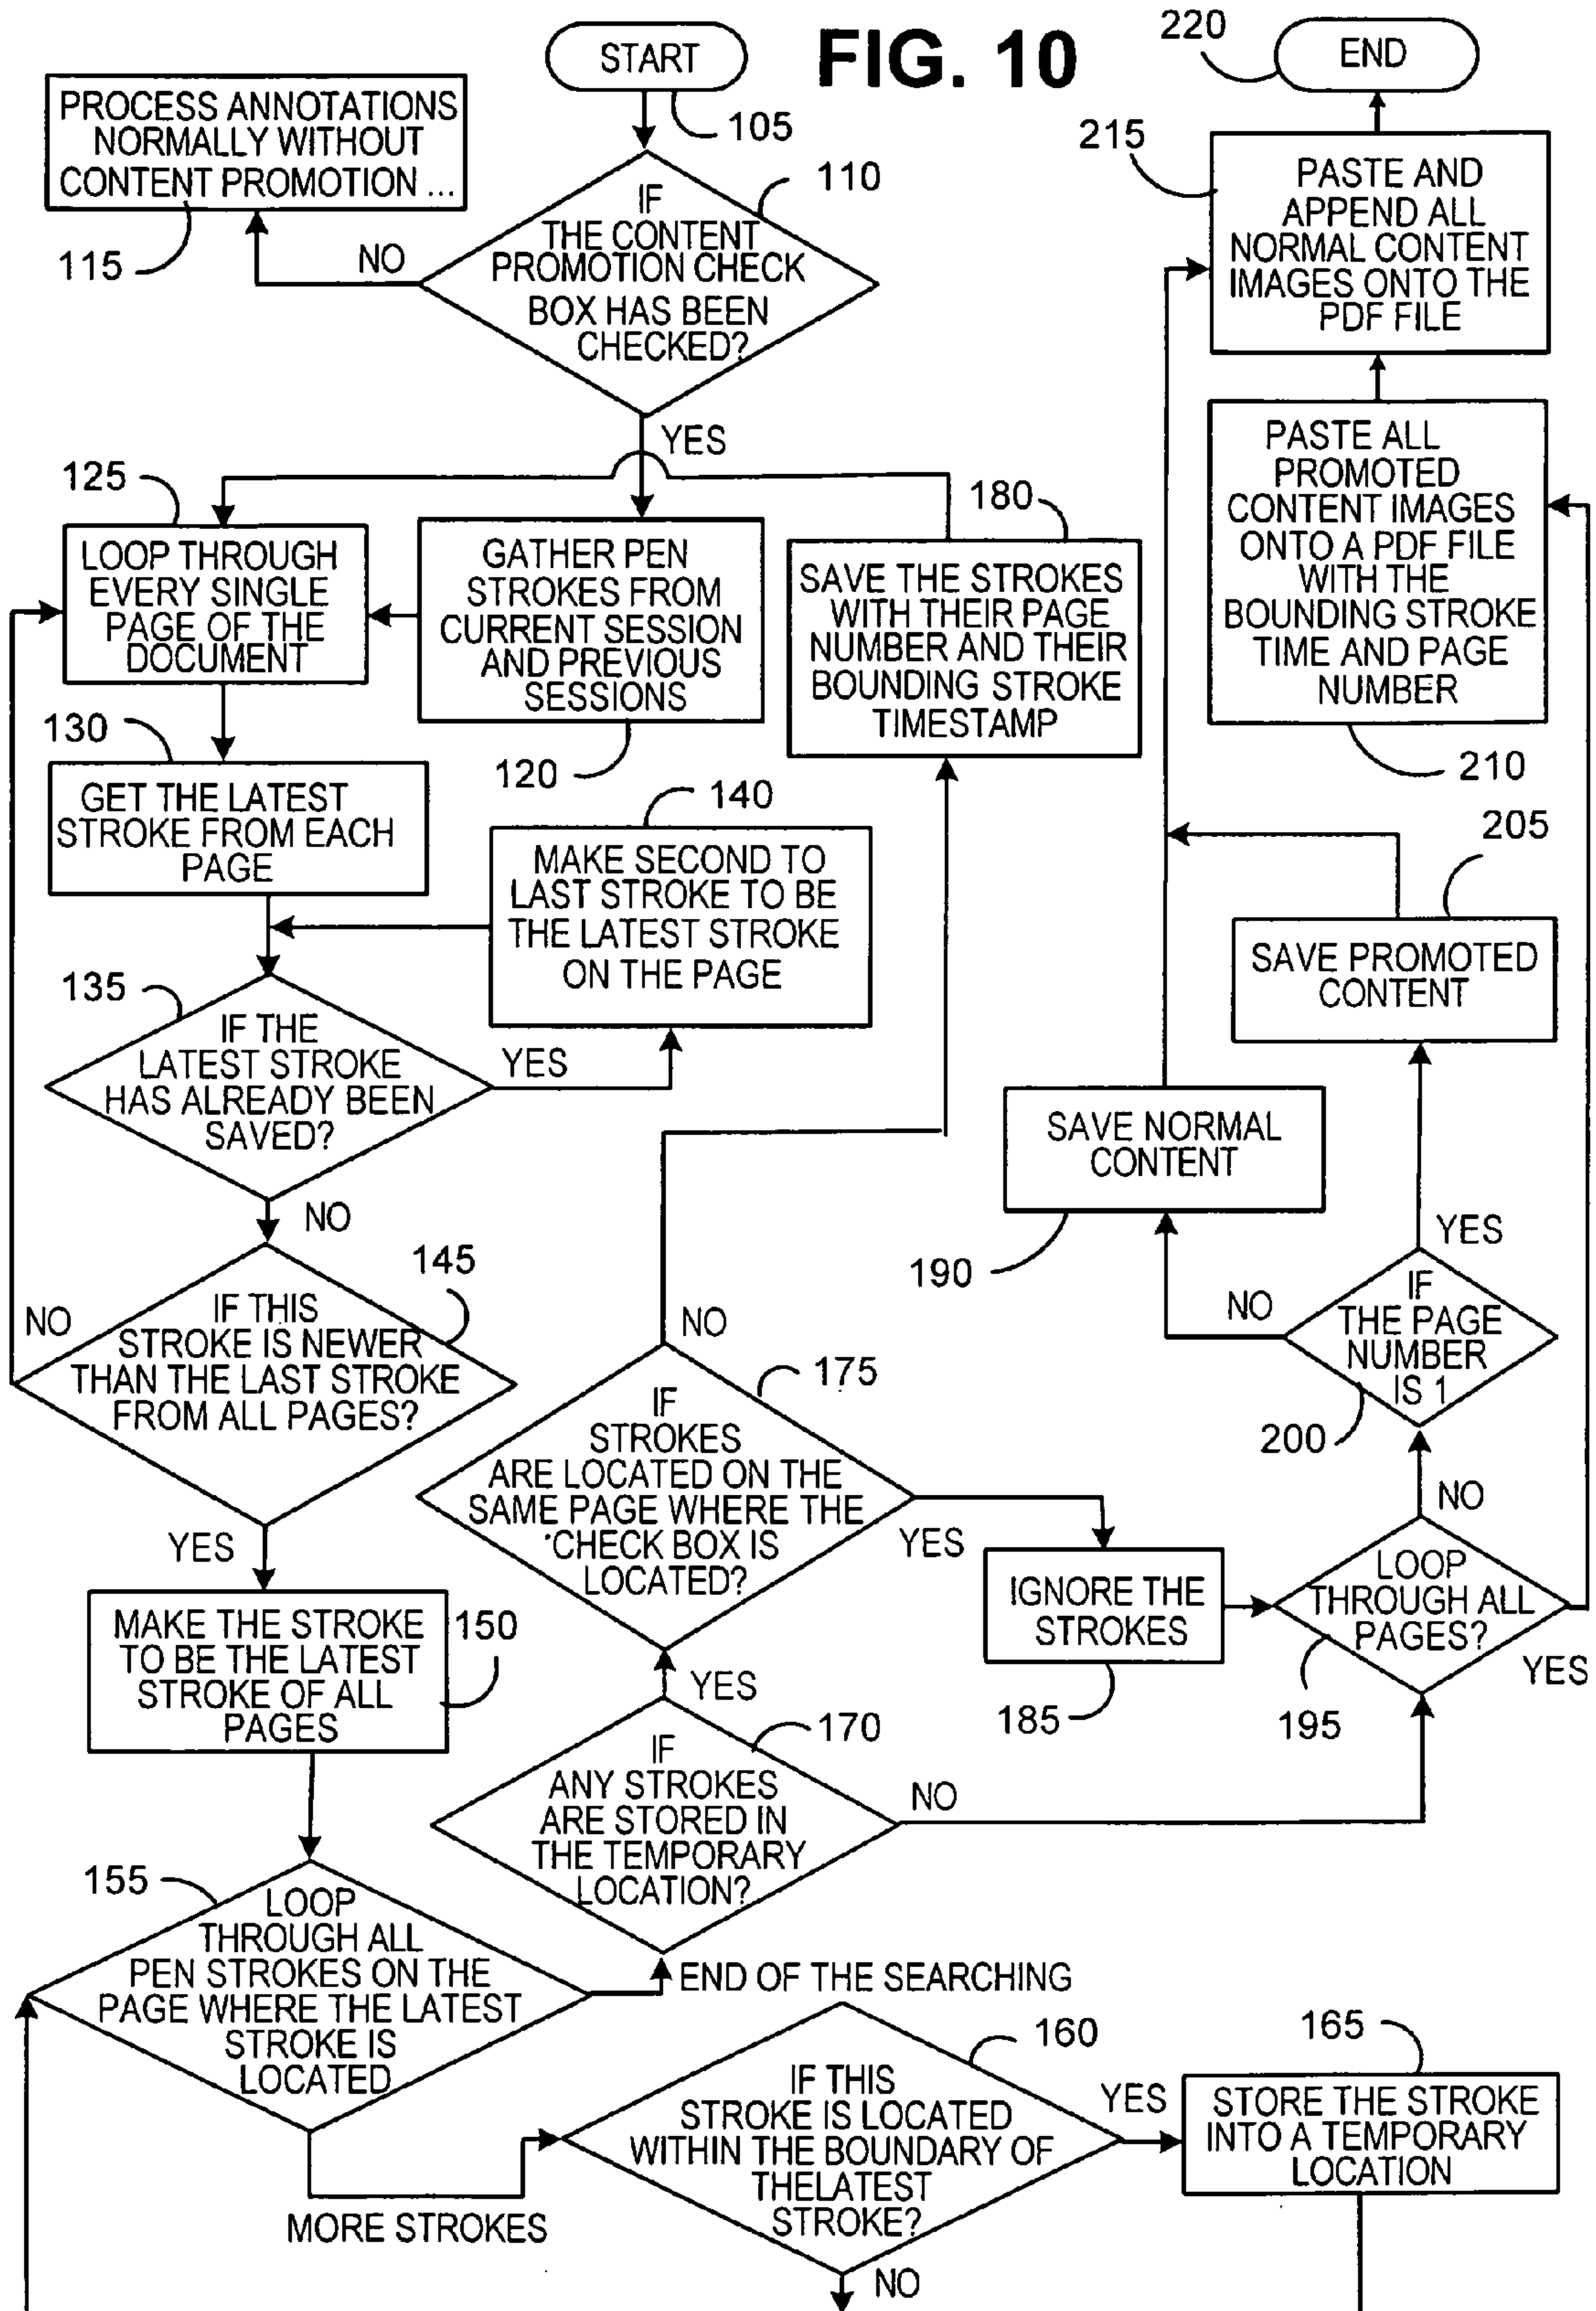 FIG. 10
START
105
PROCESS ANNOTATIONS
NORMALLY WITHOUT
CONTENT PROMOTION ...
115
110
IF
THE CONTENT
PROMOTION CHECK
BOX HAS BEEN
CHECKED?
NO
YES
125
LOOP THROUGH
EVERY SINGLE
PAGE OF THE
DOCUMENT
GATHER PEN
STROKES FROM
CURRENT SESSION
AND PREVIOUS
SESSIONS
120
180
SAVE THE STROKES
WITH THEIR PAGE
NUMBER AND THEIR
BOUNDING STROKE
TIMESTAMP
130
GET THE LATEST
STROKE FROM EACH
PAGE
140
MAKE SECOND TO
LAST STROKE TO BE
THE LATEST STROKE
ON THE PAGE
135
IF THE
LATEST STROKE
HAS ALREADY BEEN
SAVED?
YES
NO
145
IF THIS
STROKE IS NEWER
THAN THE LAST STROKE
FROM ALL PAGES?
NO
YES
MAKE THE STROKE
TO BE THE LATEST
STROKE OF ALL
PAGES
150
155
LOOP
THROUGH ALL
PEN STROKES ON THE
PAGE WHERE THE LATEST
STROKE IS
LOCATED
END OF THE SEARCHING
MORE STROKES
160
IF THIS
STROKE IS LOCATED
WITHIN THE BOUNDARY OF
THELATEST
STROKE?
YES
NO
165
STORE THE STROKE
INTO A TEMPORARY
LOCATION
170
IF
ANY STROKES
ARE STORED IN
THE TEMPORARY
LOCATION?
NO
YES
175
IF
STROKES
ARE LOCATED ON THE
SAME PAGE WHERE THE
CHECK BOX IS
LOCATED?
NO
YES
IGNORE THE
STROKES
185
LOOP
THROUGH ALL
PAGES?
195
YES
NO
IF
THE PAGE
NUMBER
IS 1
200
NO
YES
SAVE NORMAL
CONTENT
190
205
SAVE PROMOTED
CONTENT
PASTE ALL
PROMOTED
CONTENT IMAGES
ONTO A PDF FILE
WITH THE
BOUNDING STROKE
TIME AND PAGE
NUMBER
210
215
PASTE AND
APPEND ALL
NORMAL CONTENT
IMAGES ONTO THE
PDF FILE
220
END